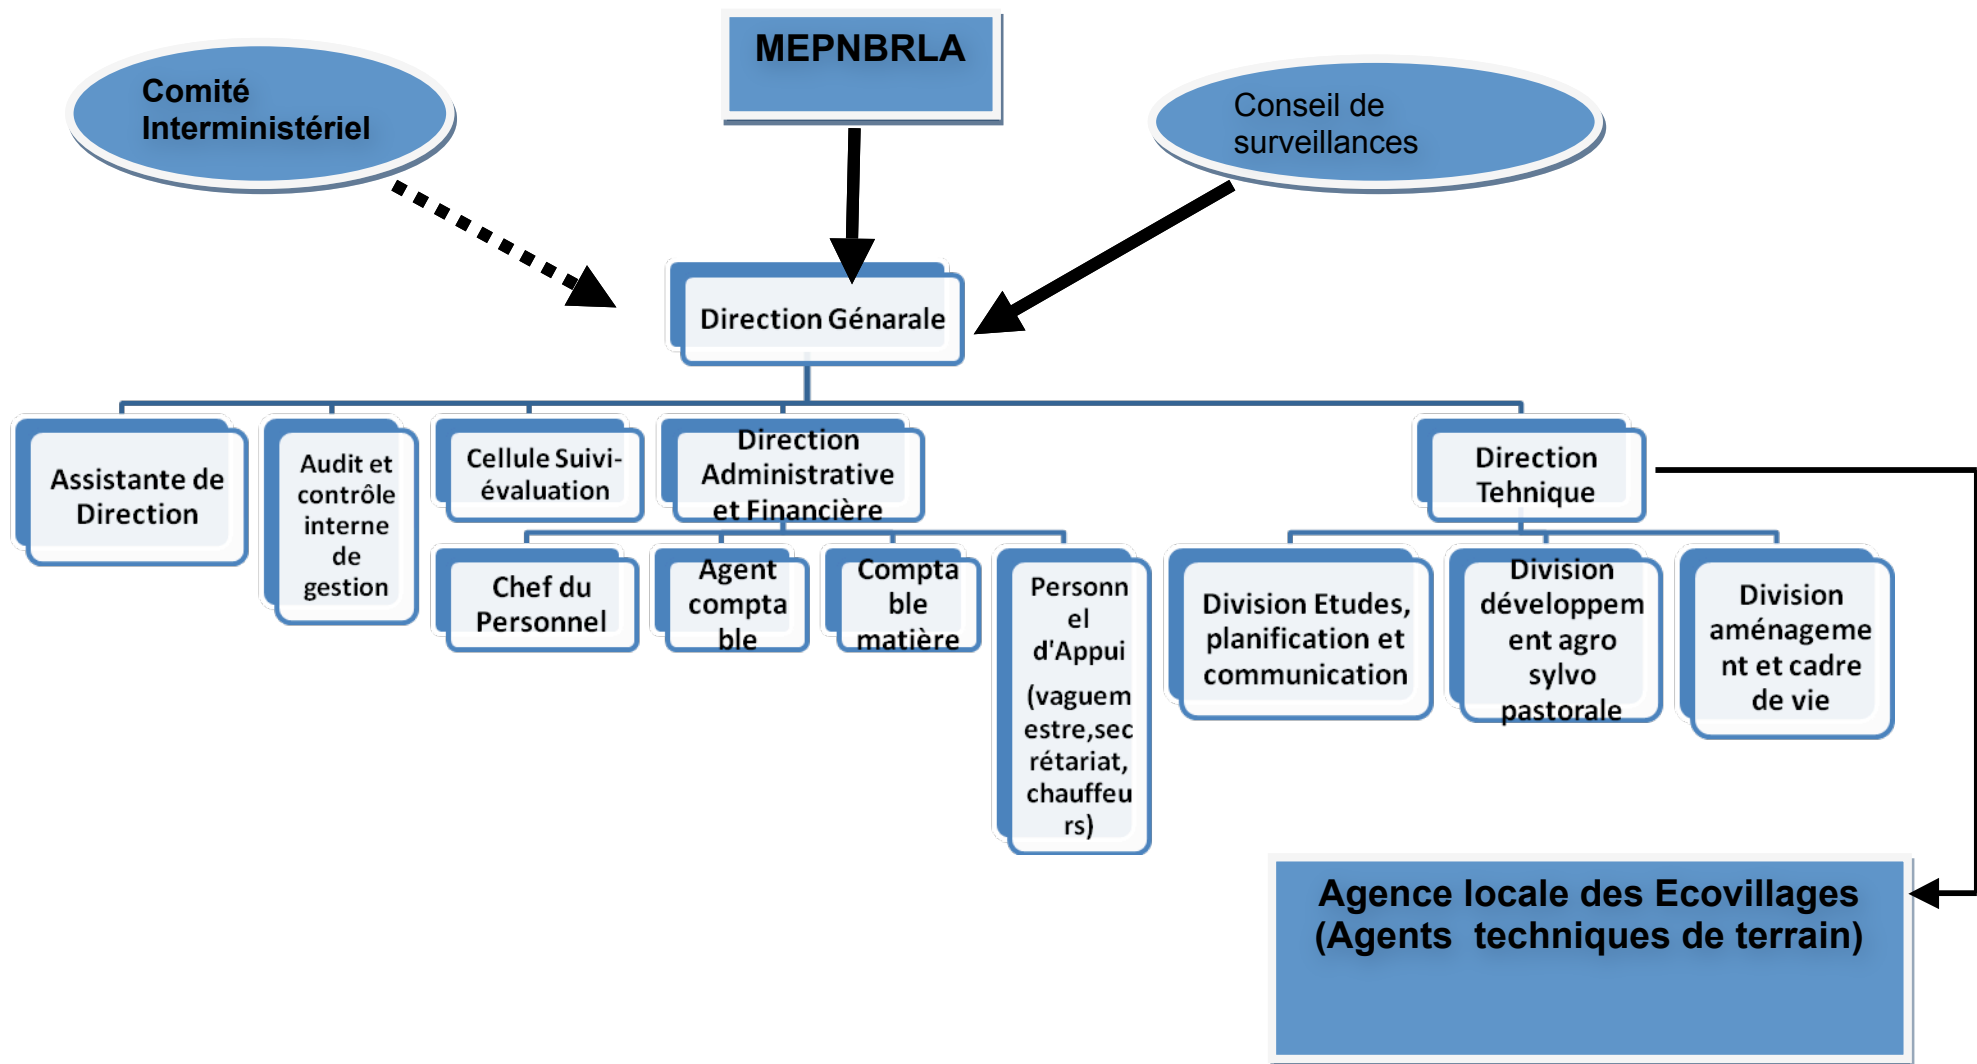 MEPNBRLA
Comité
Interministériel
Conseil de
surveillances
Direction Génarale
Assistante de
Direction
Audit et
contrôle
interne
de
gestion
Cellule Suivi-
évaluation
Direction
Administrative
et Financière
Direction
Tehnique
Chef du
Personnel
Agent
compta
ble
Compta
ble
matière
Personn
el
d'Appui
(vaguem
estre,sec
rétariat,
chauffeu
rs)
Division Etudes,
planification et
communication
Division
développem
ent agro
sylvo
pastorale
Division
aménageme
nt et cadre
de vie
Agence locale des Ecovillages
(Agents  techniques de terrain)